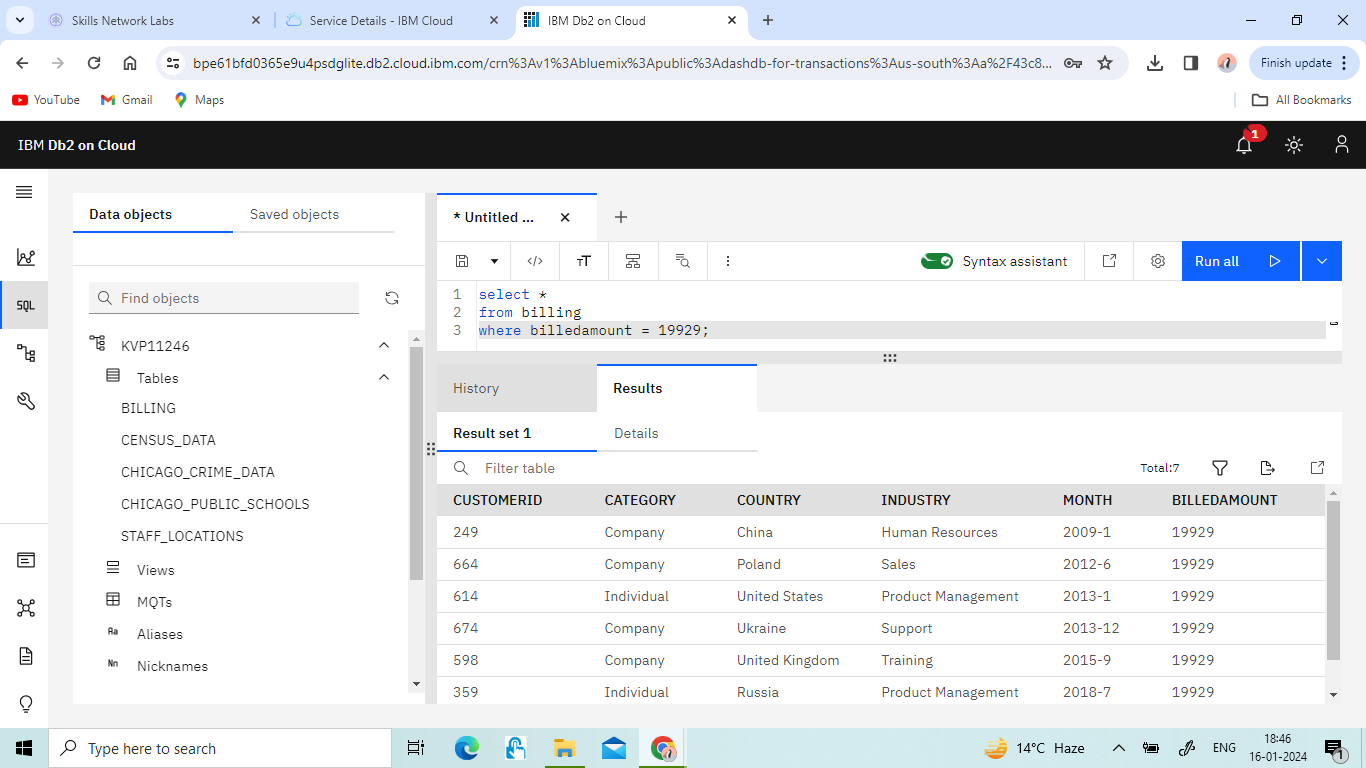 Skills Network Labs
Service Details - IBM Cloud
IBM Db2 on Cloud
bpe61bfd0365e9u4psdglite.db2.cloud.ibm.com/crn%3Av1%3Abluemix%3Apublic%3Adashdb-for-transactions%3Aus-south%3Aa%2F43c8...
Finish update
YouTube
Gmail
Maps
All Bookmarks
IBM Db2 on Cloud
1
Data objects
Saved objects
* Untitled ...
SQL
Find objects
KVP11246
Tables
BILLING
CENSUS_DATA
CHICAGO_CRIME_DATA
CHICAGO_PUBLIC_SCHOOLS
STAFF_LOCATIONS
Views
MQTs
Aa Aliases
Nn Nicknames
</> TT
Syntax assistant
Run all
1 select *
2 from billing
3 where billedamount = 19929;
History
Results
Result set 1
Details
Filter table
Total:7
CUSTOMERID CATEGORY COUNTRY INDUSTRY MONTH BILLEDAMOUNT
249 Company China Human Resources 2009-1 19929
664 Company Poland Sales 2012-6 19929
614 Individual United States Product Management 2013-1 19929
674 Company Ukraine Support 2013-12 19929
598 Company United Kingdom Training 2015-9 19929
359 Individual Russia Product Management 2018-7 19929
Type here to search
14°C Haze
ENG
18:46
16-01-2024
1